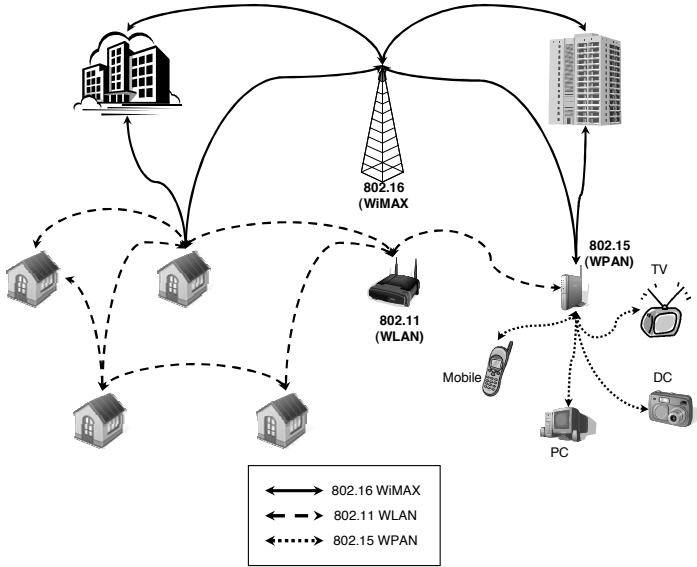 802.16
(WiMAX
802.15
(WPAN)
TV
802.11
(WLAN)
Mobile
DC
PC
802.16 WiMAX
802.11 WLAN
802.15 WPAN